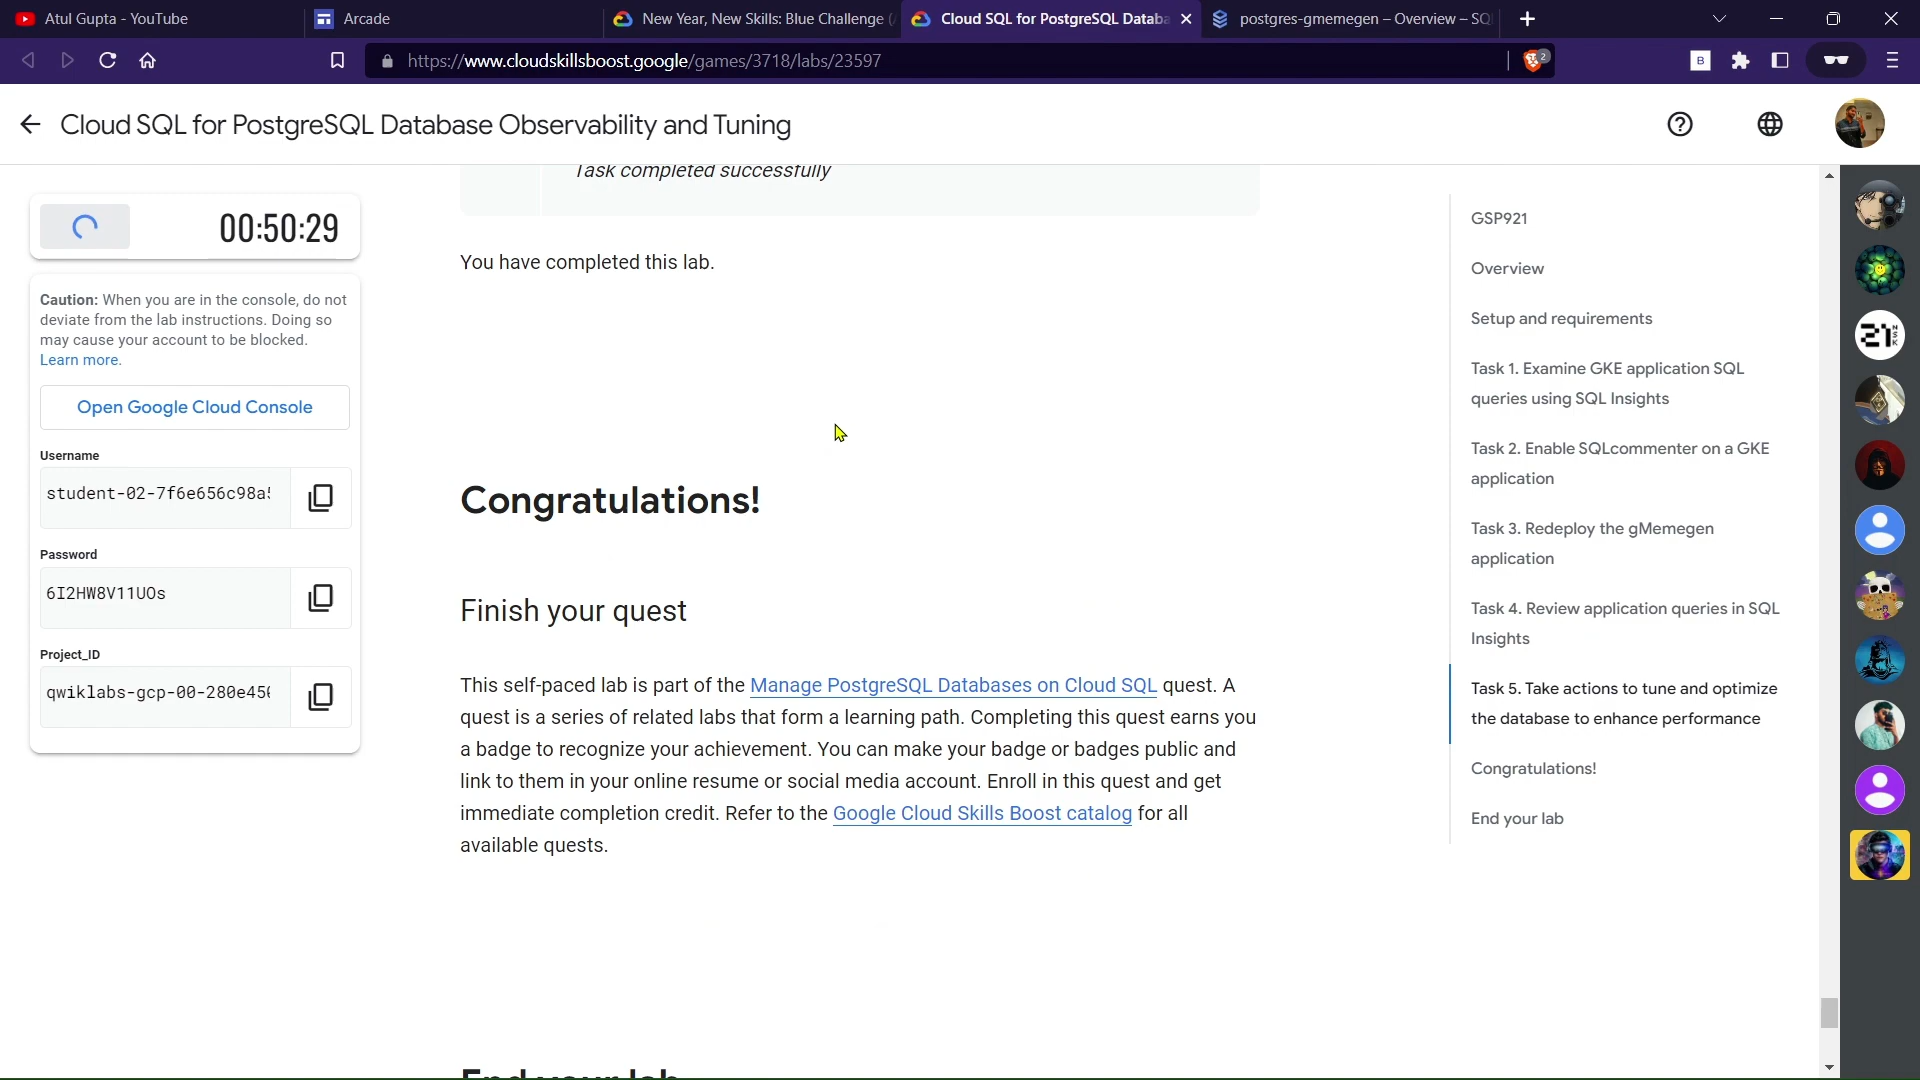 Atul Gupta - YouTube
Arcade
New Year, New Skills: Blue Challenge (
Cloud SQL for PostgreSQL Databa
postgres-gmemegen – Overview – SQ
https://www.cloudskillsboost.google/games/3718/labs/23597
2
B
Cloud SQL for PostgreSQL Database Observability and Tuning
Task completed successfully
00:50:29
You have completed this lab.
Caution: When you are in the console, do not
deviate from the lab instructions. Doing so
may cause your account to be blocked.
Learn more.
Open Google Cloud Console
Username
student-02-7f6e656c98a5
Password
6I2HW8V11UOs
Project_ID
qwiklabs-gcp-00-280e456
Congratulations!
Finish your quest
This self-paced lab is part of the Manage PostgreSQL Databases on Cloud SQL quest. A
quest is a series of related labs that form a learning path. Completing this quest earns you
a badge to recognize your achievement. You can make your badge or badges public and
link to them in your online resume or social media account. Enroll in this quest and get
immediate completion credit. Refer to the Google Cloud Skills Boost catalog for all
available quests.
End your lab
GSP921
Overview
Setup and requirements
Task 1. Examine GKE application SQL
queries using SQL Insights
Task 2. Enable SQLcommenter on a GKE
application
Task 3. Redeploy the gMemegen
application
Task 4. Review application queries in SQL
Insights
Task 5. Take actions to tune and optimize
the database to enhance performance
Congratulations!
End your lab
21
NSK